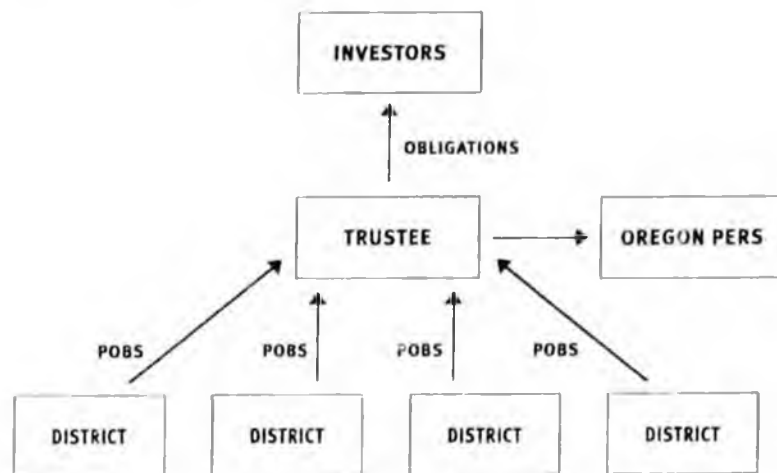 INVESTORS
OBLIGATIONS
TRUSTEE
OREGON PERS
POBS
POBS
POBS
POBS
DISTRICT
DISTRICT
DISTRICT
DISTRICT